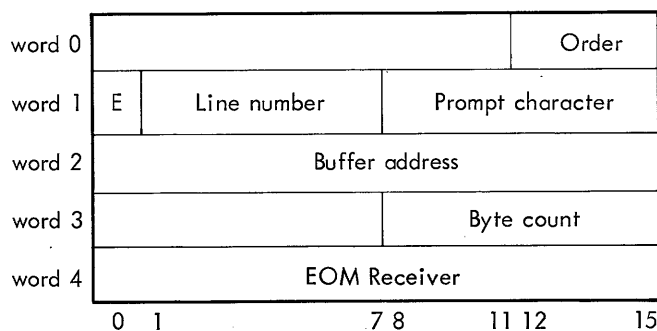 word 0 Order
word 1 E Line number Prompt character
word 2 Buffer address
word 3 Byte count
word 4 EOM Receiver
0 1 7 8 11 12 15